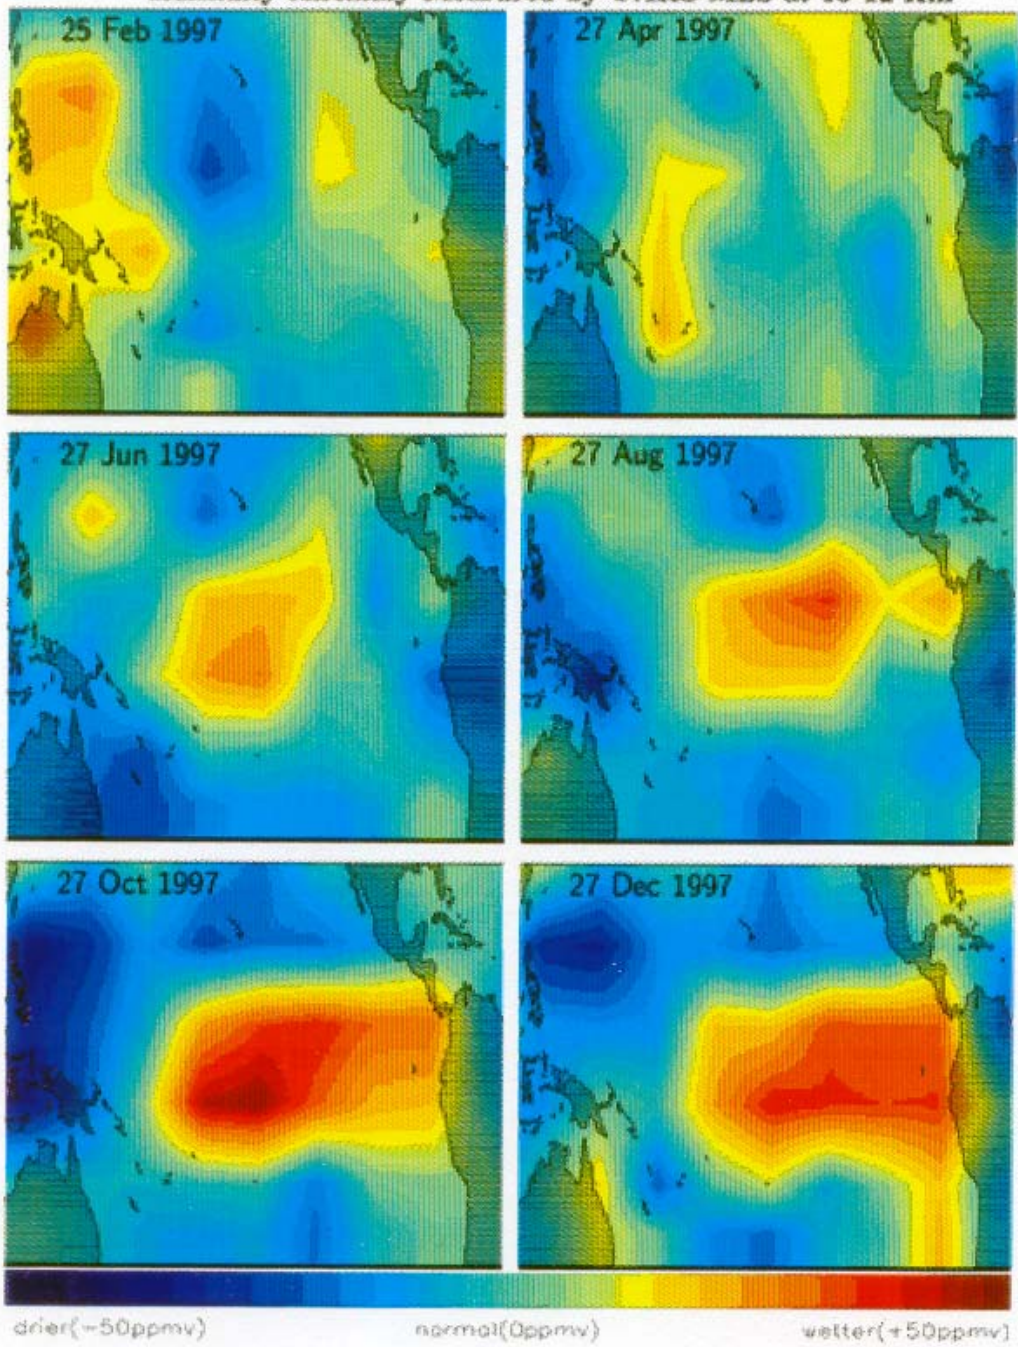 25 Feb 1997
27 Apr 1997
27 Jun 1997
27 Aug 1997
27 Oct 1997
27 Dec 1997
drier(-50ppmv)
normal(0ppmv)
wetter(+50ppmv)